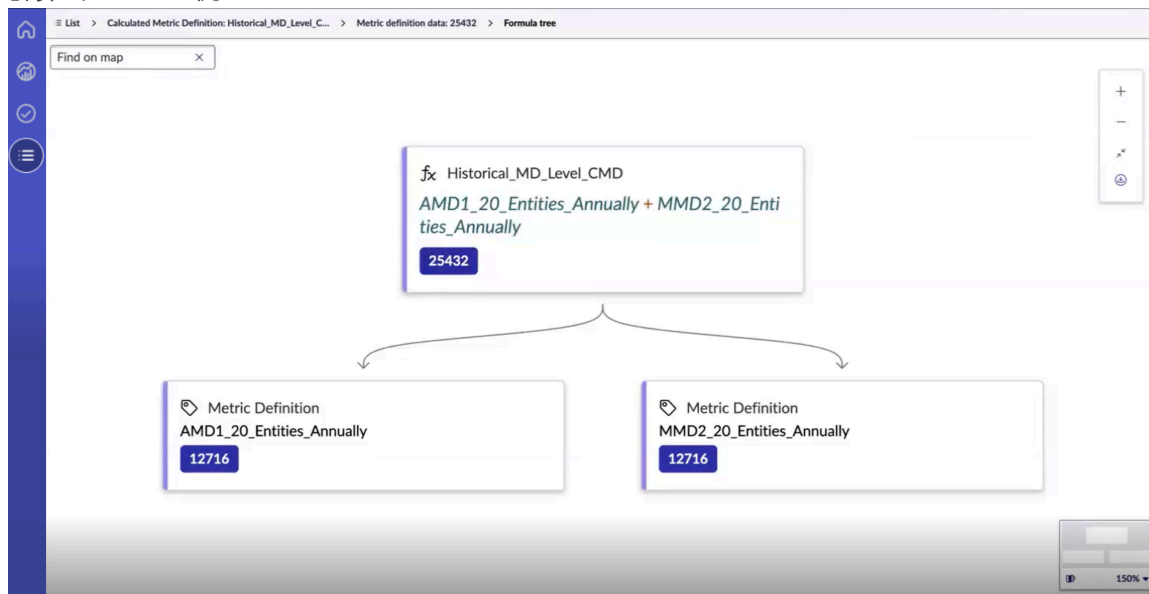 List > Calculated Metric Definition: Historical_MD_Level_C... > Metric definition data: 25432 > Formula tree
Find on map
fx Historical_MD_Level_CMD
AMD1_20_Entities_Annually + MMD2_20_Enti
ties_Annually
25432
Metric Definition
AMD1_20_Entities_Annually
12716
Metric Definition
MMD2_20_Entities_Annually
12716
150%